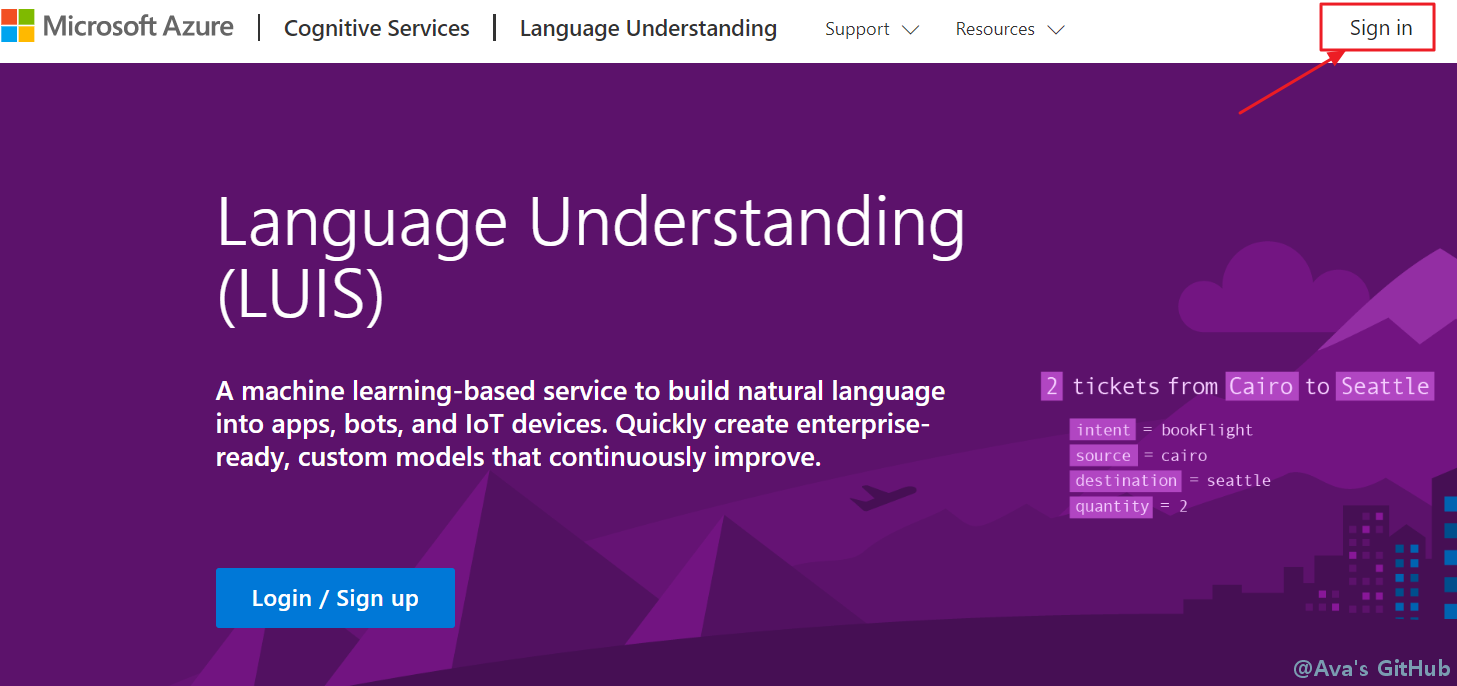 Microsoft Azure | Cognitive Services | Language Understanding Support Resources Sign in
Language Understanding
(LUIS)
A machine learning-based service to build natural language
into apps, bots, and IoT devices. Quickly create enterprise-
ready, custom models that continuously improve.
Login / Sign up
2 tickets from Cairo to Seattle
intent = bookFlight
source = cairo
destination = seattle
quantity = 2
@Ava's GitHub